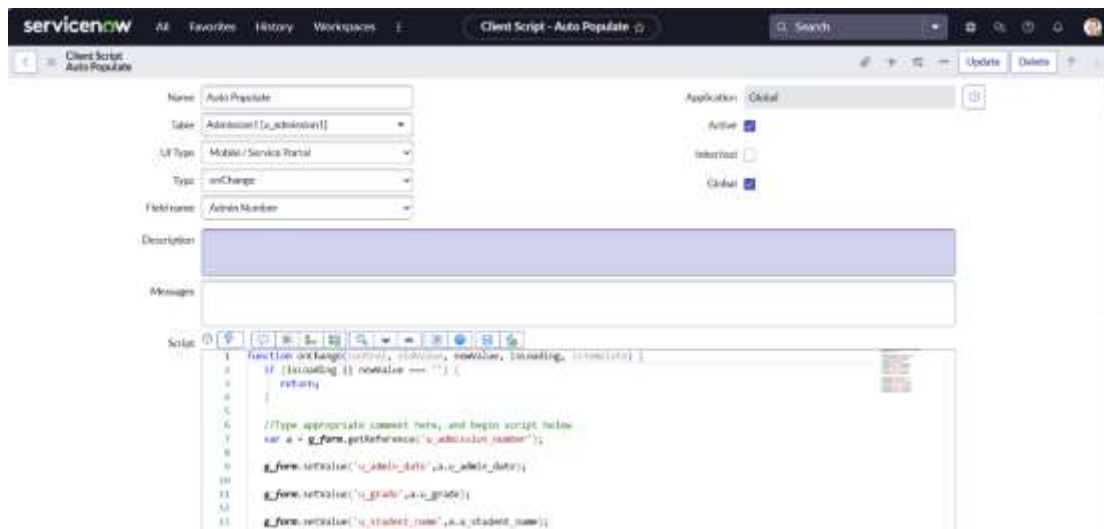 servicenow All Favorites History Workspaces Client Script - Auto Populate Search
Client Script
Auto Populate
Update Delete
Name Auto Populate
Application Global
Table Admission1 [u_admission1]
Active
UI Type Mobile / Service Portal
Inherited
Type onChange
Global
Field name Admin Number
Description
Messages
Script
1 function onChange(control, oldValue, newValue, isLoading, isTemplate) {
2 if (isLoading || newValue === '') {
3 return;
4 }
5
6 //Type appropriate comment here, and begin script below
7 var a = g_form.getReference('u_admission_number');
8
9 g_form.setValue('u_admin_date',a.u_admin_date);
10
11 g_form.setValue('u_grade',a.u_grade);
12
13 g_form.setValue('u_student_name',a.u_student_name);